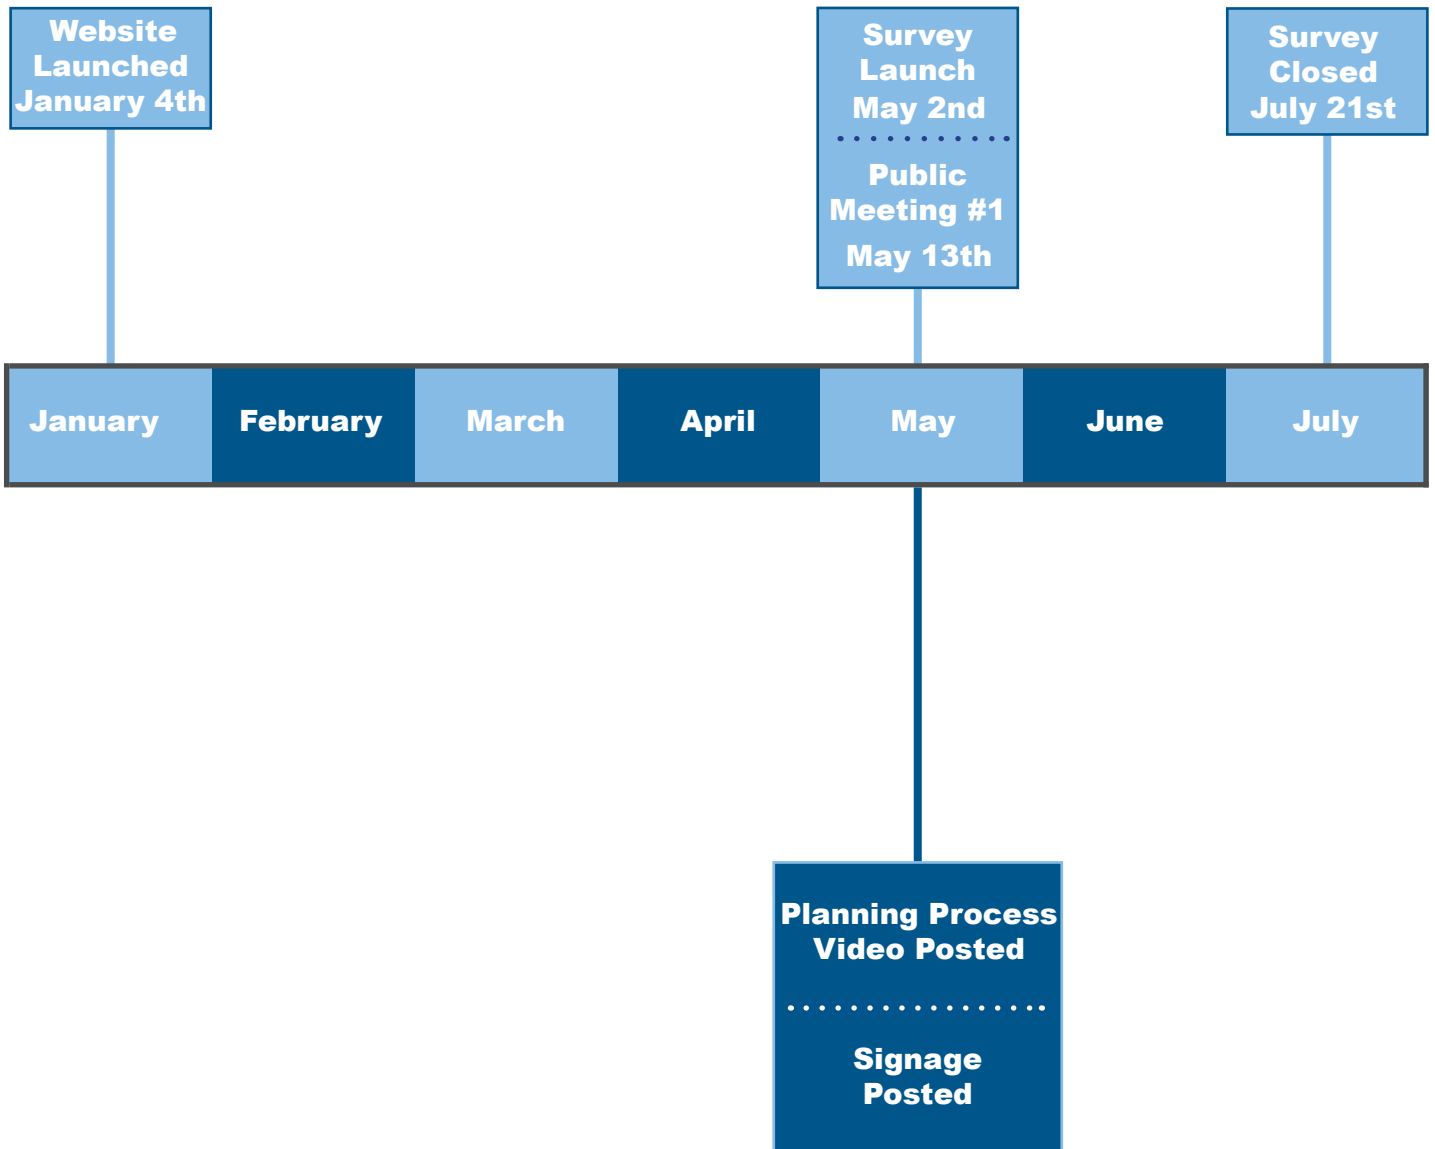 Website
Launched
January 4th
Survey
Launch
May 2nd
Public
Meeting #1
May 13th
Survey
Closed
July 21st
January
February
March
April
May
June
July
Planning Process
Video Posted
Signage
Posted